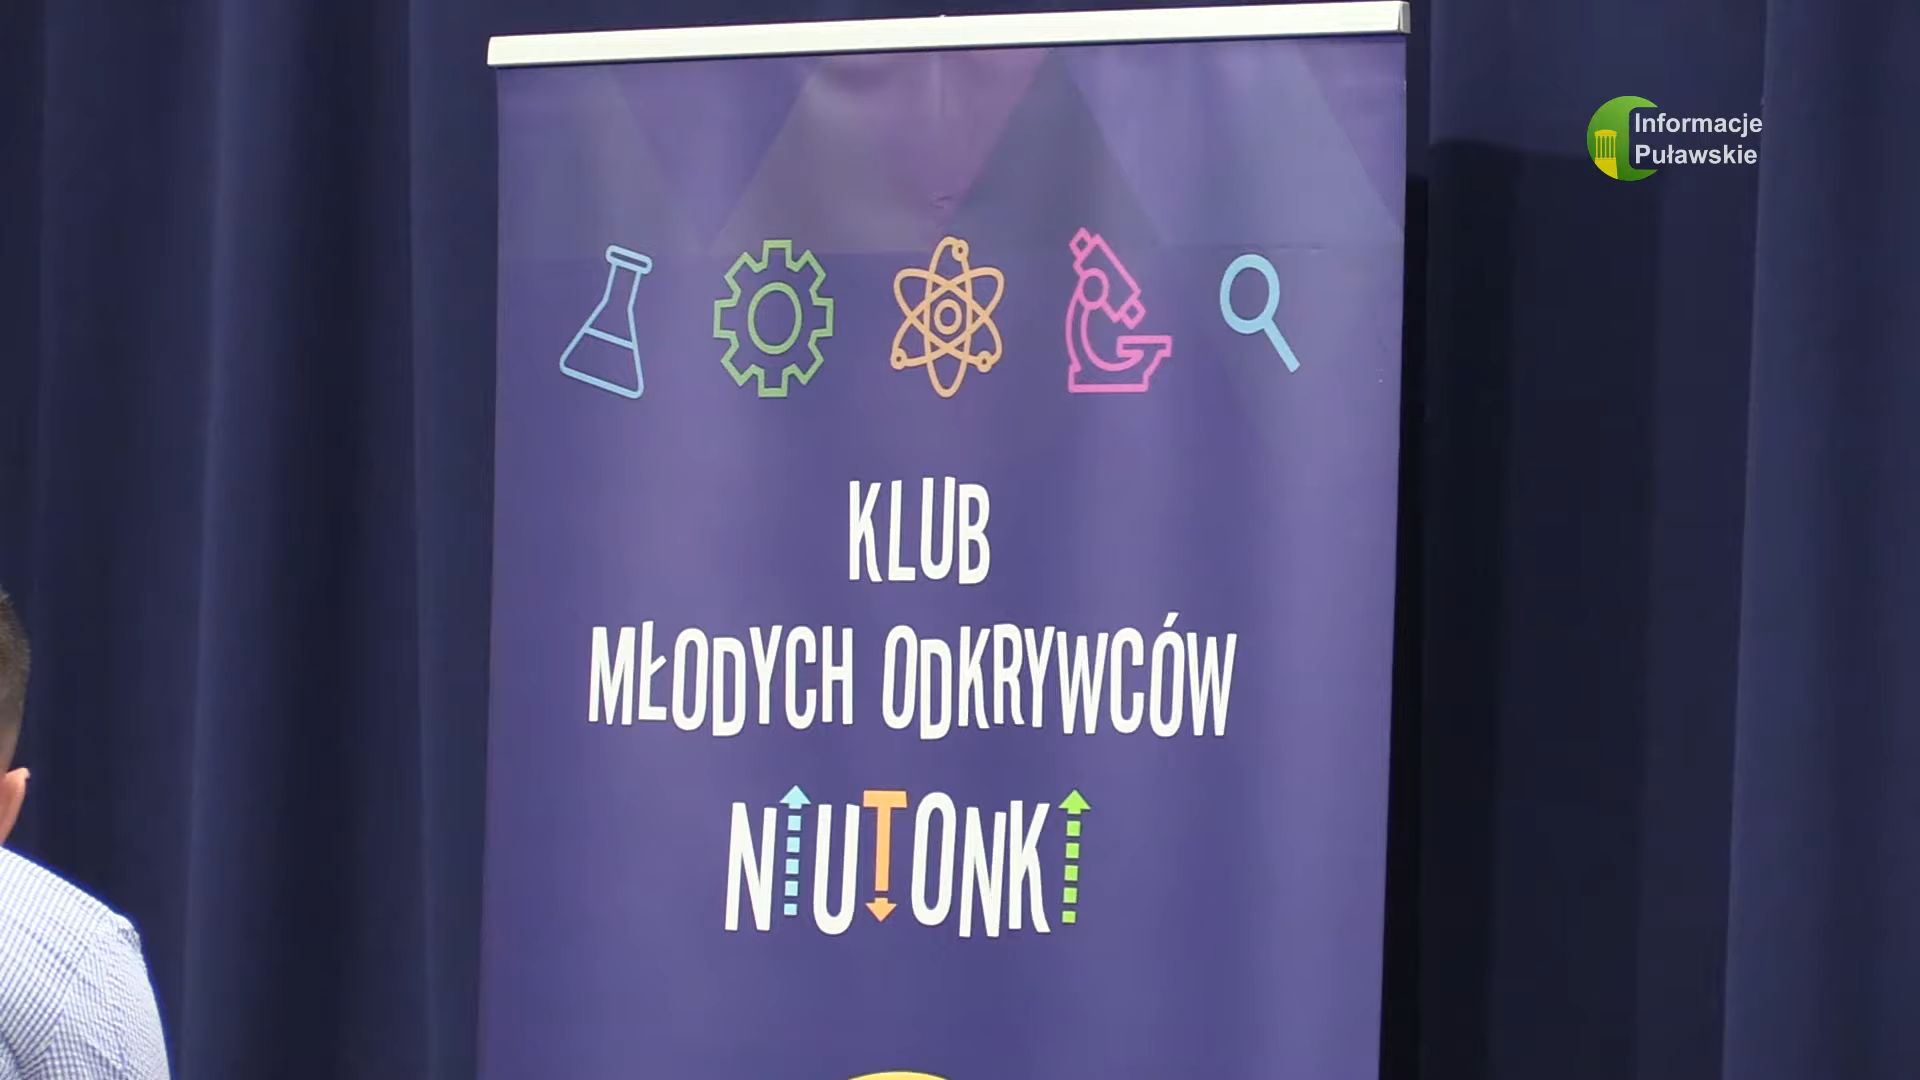 Informacje
Puławskie
KLUB
MŁODYCH ODKRYWCÓW
NIUTONKI